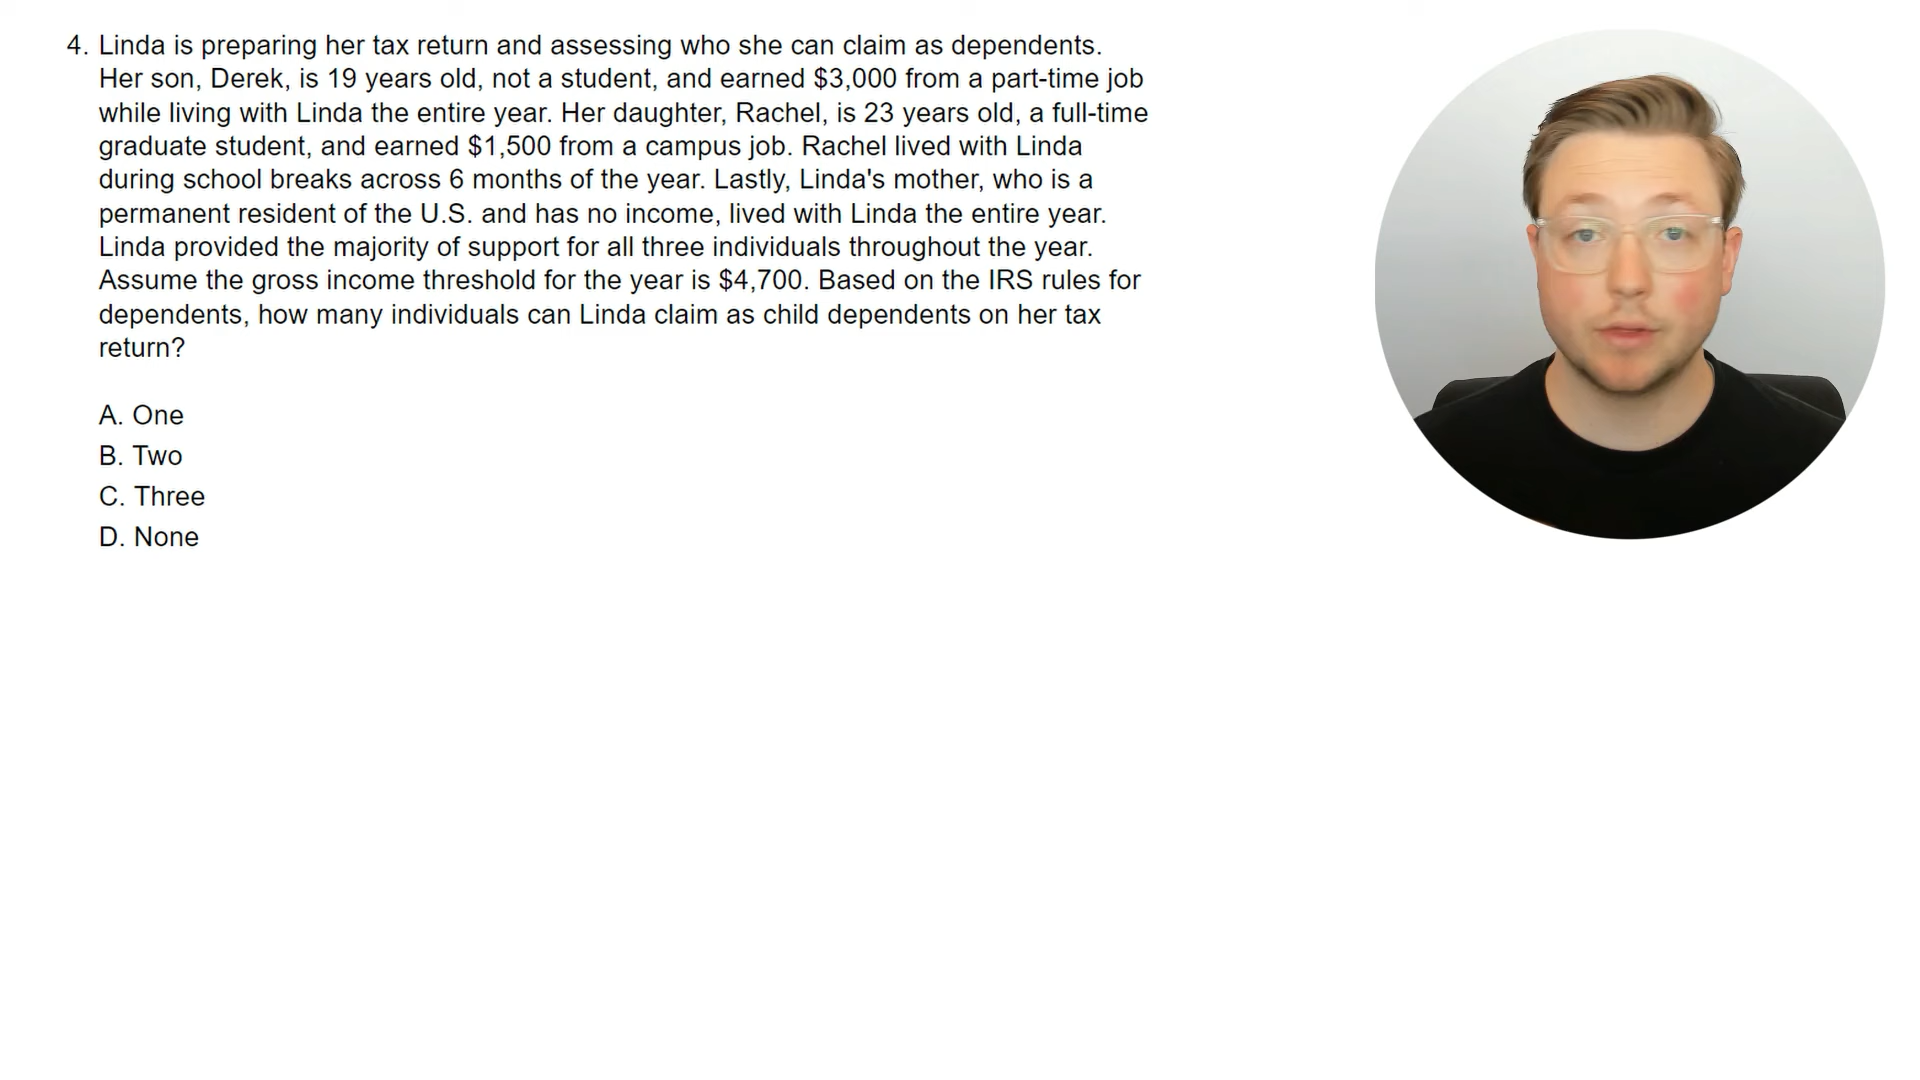 4. Linda is preparing her tax return and assessing who she can claim as dependents.
Her son, Derek, is 19 years old, not a student, and earned $3,000 from a part-time job
while living with Linda the entire year. Her daughter, Rachel, is 23 years old, a full-time
graduate student, and earned $1,500 from a campus job. Rachel lived with Linda
during school breaks across 6 months of the year. Lastly, Linda's mother, who is a
permanent resident of the U.S. and has no income, lived with Linda the entire year.
Linda provided the majority of support for all three individuals throughout the year.
Assume the gross income threshold for the year is $4,700. Based on the IRS rules for
dependents, how many individuals can Linda claim as child dependents on her tax
return?
A. One
B. Two
C. Three
D. None